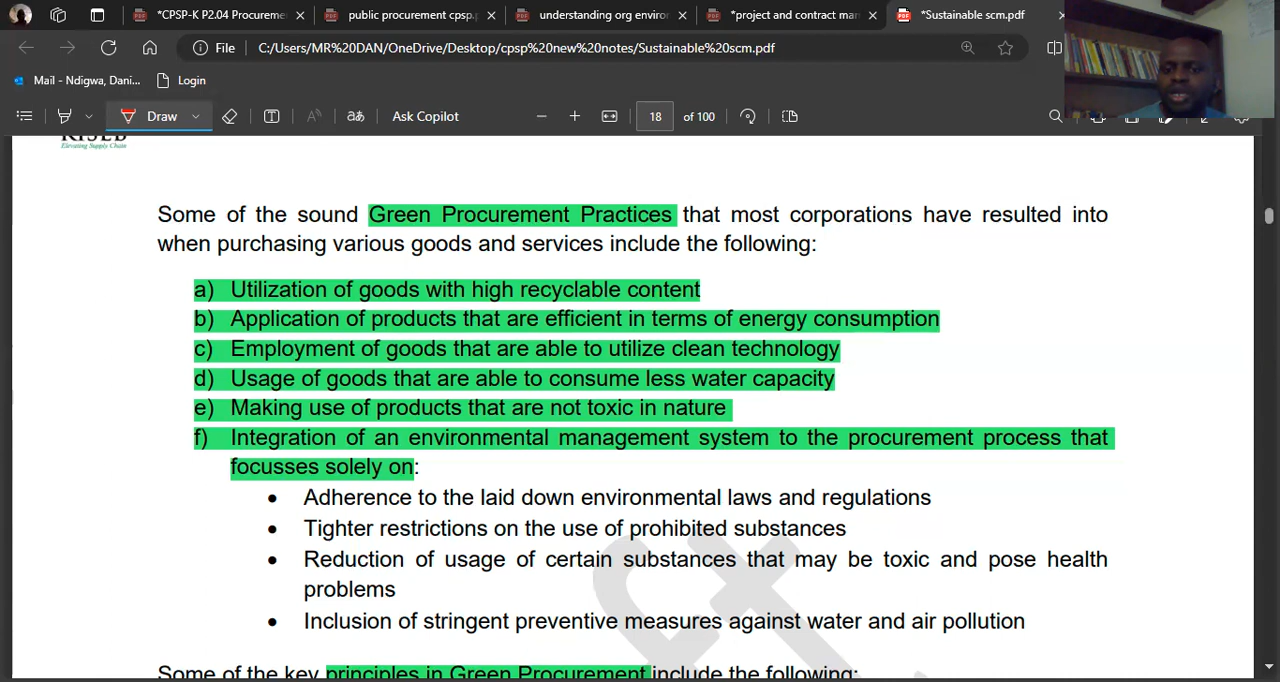 *CPSP-K P2.04 Procureme
public procurement cpsp.
understanding org enviro
*project and contract man
*Sustainable scm.pdf
File
C:/Users/MR%20DAN/OneDrive/Desktop/cpsp%20new%20notes/Sustainable%20scm.pdf
Mail - Ndigwa, Dani...
Login
Draw
aあ
Ask Copilot
18
of 100
Elevating Supply Chain
Some of the sound Green Procurement Practices that most corporations have resulted into
when purchasing various goods and services include the following:
a) Utilization of goods with high recyclable content
b) Application of products that are efficient in terms of energy consumption
c) Employment of goods that are able to utilize clean technology
d) Usage of goods that are able to consume less water capacity
e) Making use of products that are not toxic in nature
f) Integration of an environmental management system to the procurement process that
focusses solely on:
• Adherence to the laid down environmental laws and regulations
• Tighter restrictions on the use of prohibited substances
• Reduction of usage of certain substances that may be toxic and pose health
problems
• Inclusion of stringent preventive measures against water and air pollution
Some of the key principles in Green Procurement include the following: